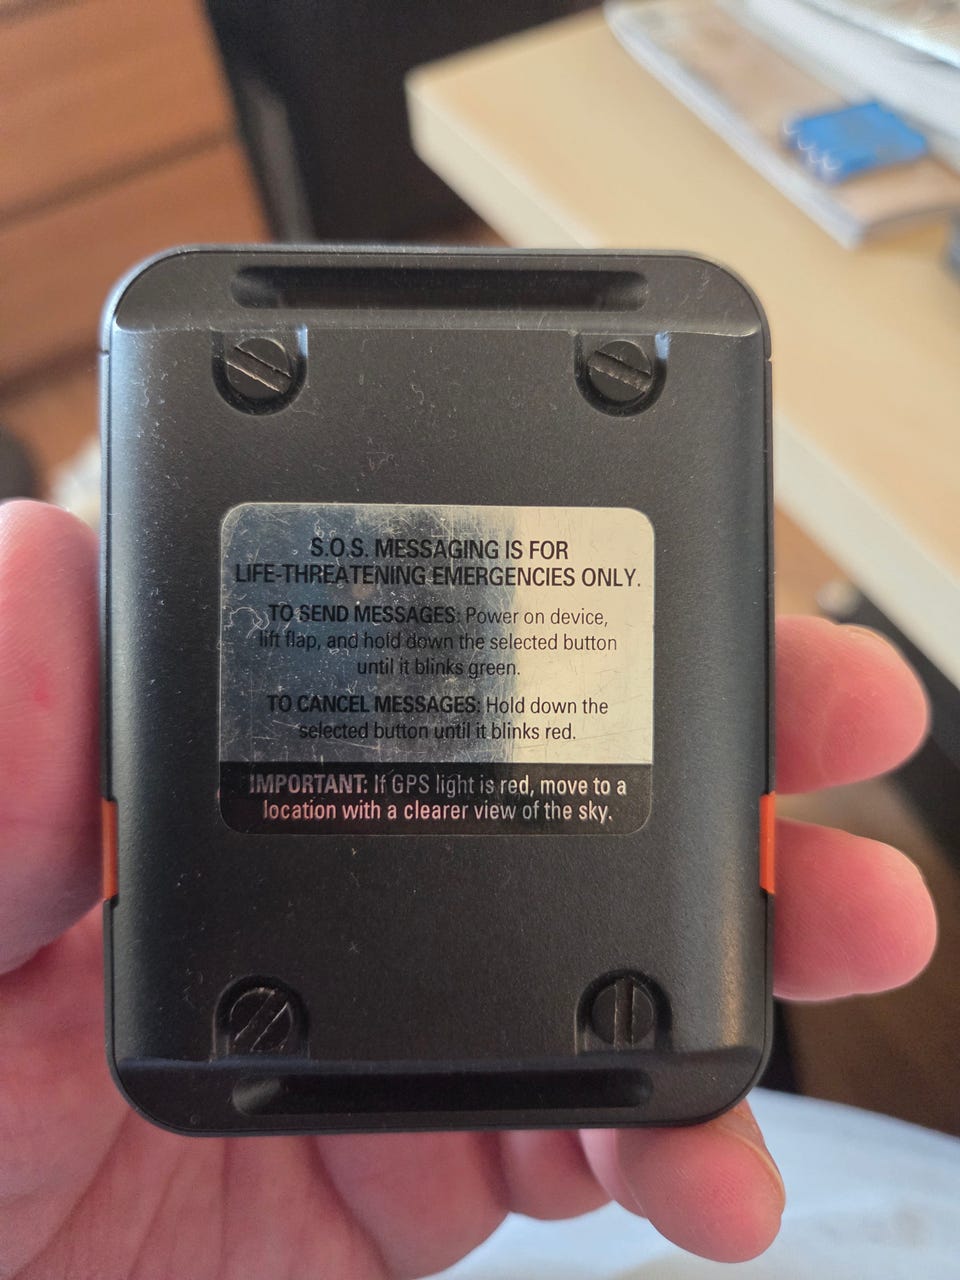 S.O.S. MESSAGING IS FOR
LIFE-THREATENING EMERGENCIES ONLY.
TO SEND MESSAGES: Power on device,
lift flap, and hold down the selected button
until it blinks green.
TO CANCEL MESSAGES: Hold down the
selected button until it blinks red.
IMPORTANT: If GPS light is red, move to a
location with a clearer view of the sky.